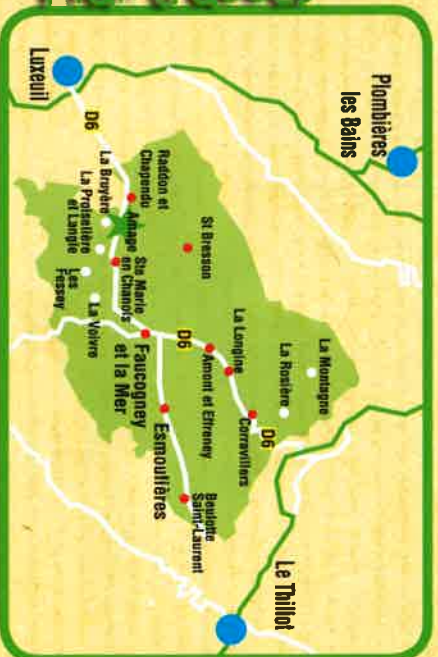 Plombières
les Bains
Luxeuil
D6
Raddon et
Chapendu
Amage
La Bruyère
La Proiselière
et Langle
Ste Marie
en Chanois
Les
Fessey
La Voivre
St Bresson
Faucogney
et la Mer
D6
Amont et Effreney
La Longine
La Rosière
La Montagne
Corravillers
D6
Esmoulières
Beulotte
Saint-Laurent
Le Thillot